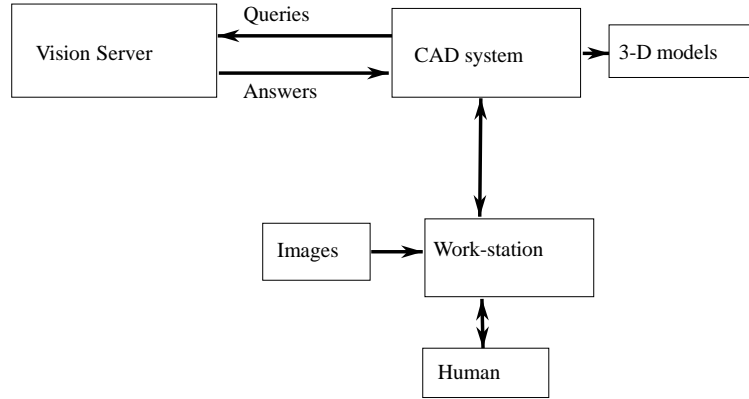 Queries
Vision Server
CAD system
3-D models
Answers
Images
Work-station
Human